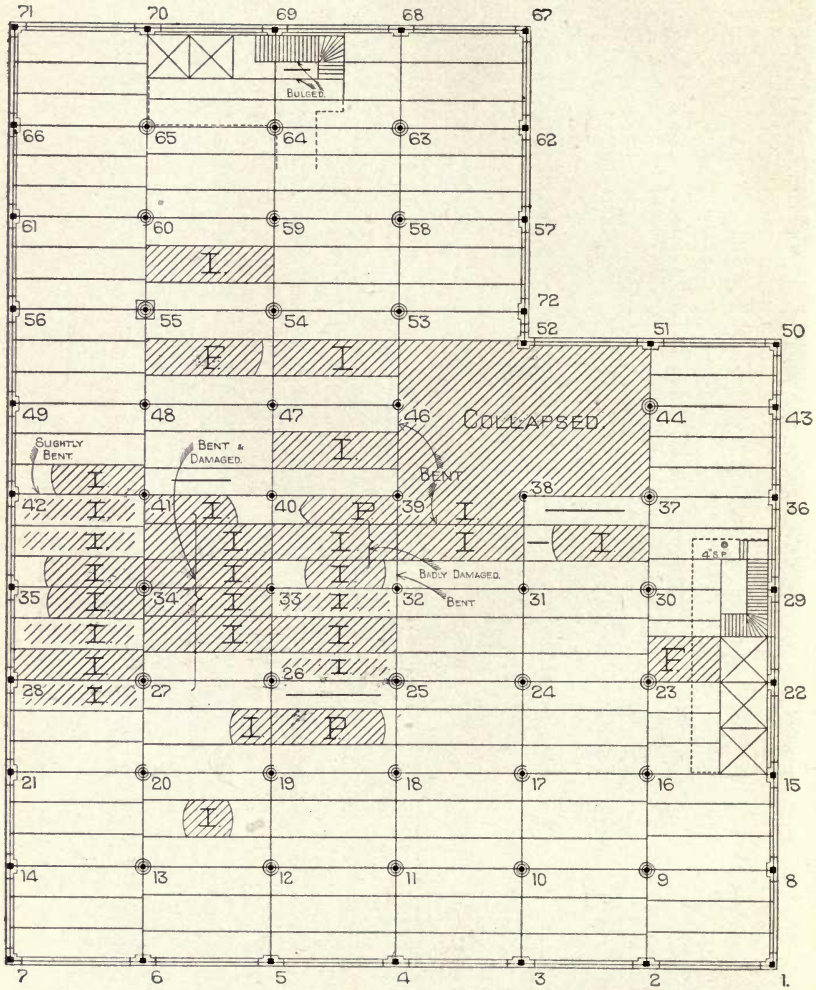 71 70 69 68 67
BULGED.
66 65 64 63 62
61 60 59 58 57
I.
56 55 54 53 72
52 51 50
F. I
49 48 47 46 44 43
COLLAPSED.
SLIGHTLY
BENT.
BENT &
DAMAGED.
I.
BENT
I.
42 41 40 39 38 37 36
I. I P I.
I. I I I I
4" S.P.
I. I I
BADLY DAMAGED.
35 34 33 32 31 30 29
BENT
I. I I.
I. I I
F.
I. I.
28 27 26 25 24 23 22
I.
I P
21 20 19 18 17 16 15
I.
14 13 12 11 10 9 8
7 6 5 4 3 2 1.